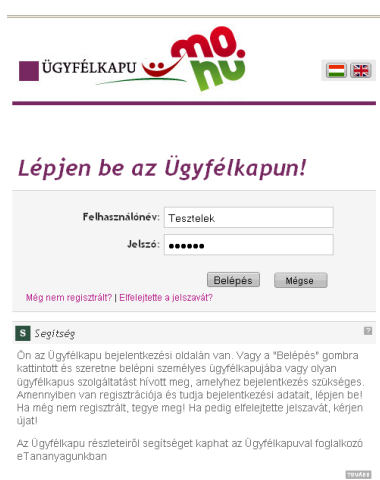 ÜGYFÉLKAPU
mo.
hu
Lépjen be az Ügyfélkapun!
Felhasználónév: Tesztelek
Jelszó: ●●●●●●
Belépés Mégse
Még nem regisztrált? | Elfelejtette a jelszavát?
S Segítség ?
Ön az Ügyfélkapu bejelentkezési oldalán van. Vagy a "Belépés" gombra
kattintott és szeretne belépni személyes ügyfélkapujába vagy olyan
ügyfélkapus szolgáltatást hívott meg, amelyhez bejelentkezés szükséges.
Amennyiben van regisztrációja és tudja bejelentkezési adatait, lépjen be!
Ha még nem regisztrált, tegye meg! Ha pedig elfelejtette jelszavát, kérjen
újat!
Az Ügyfélkapu részleteiről segítséget kaphat az Ügyfélkapuval foglalkozó
eTananyagunkban
TOVÁBB